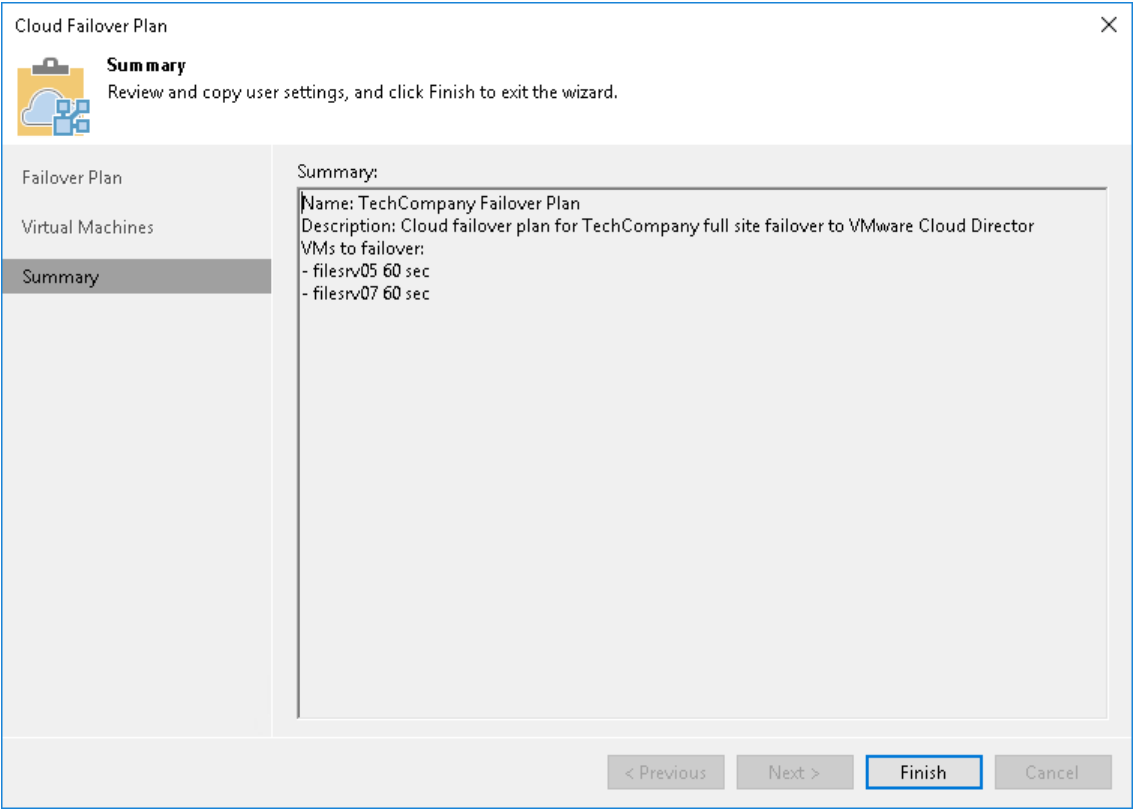 Cloud Failover Plan
Summary
Review and copy user settings, and click Finish to exit the wizard.
Failover Plan
Virtual Machines
Summary
Summary:
Name: TechCompany Failover Plan
Description: Cloud failover plan for TechCompany full site failover to VMware Cloud Director
VMs to failover:
- filesrv05 60 sec
- filesrv07 60 sec
< Previous
Next >
Finish
Cancel